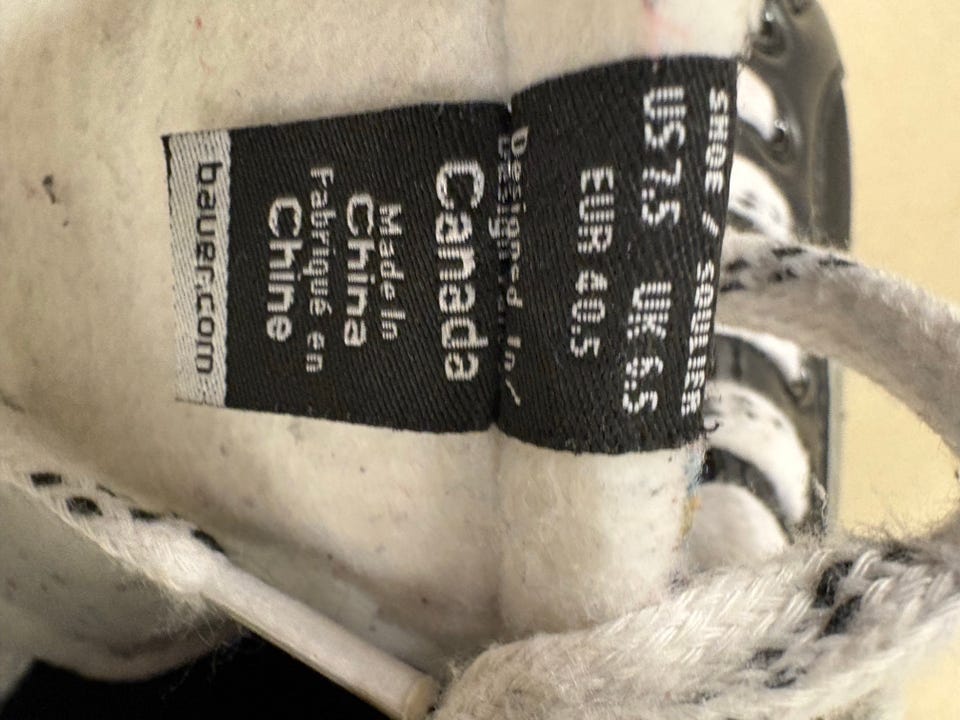 SHOE / SOULIER
US 7.5 UK 6.5
EUR 40.5
Designed In /
Canada
Made In
China
Fabriqué en
Chine
bauer.com